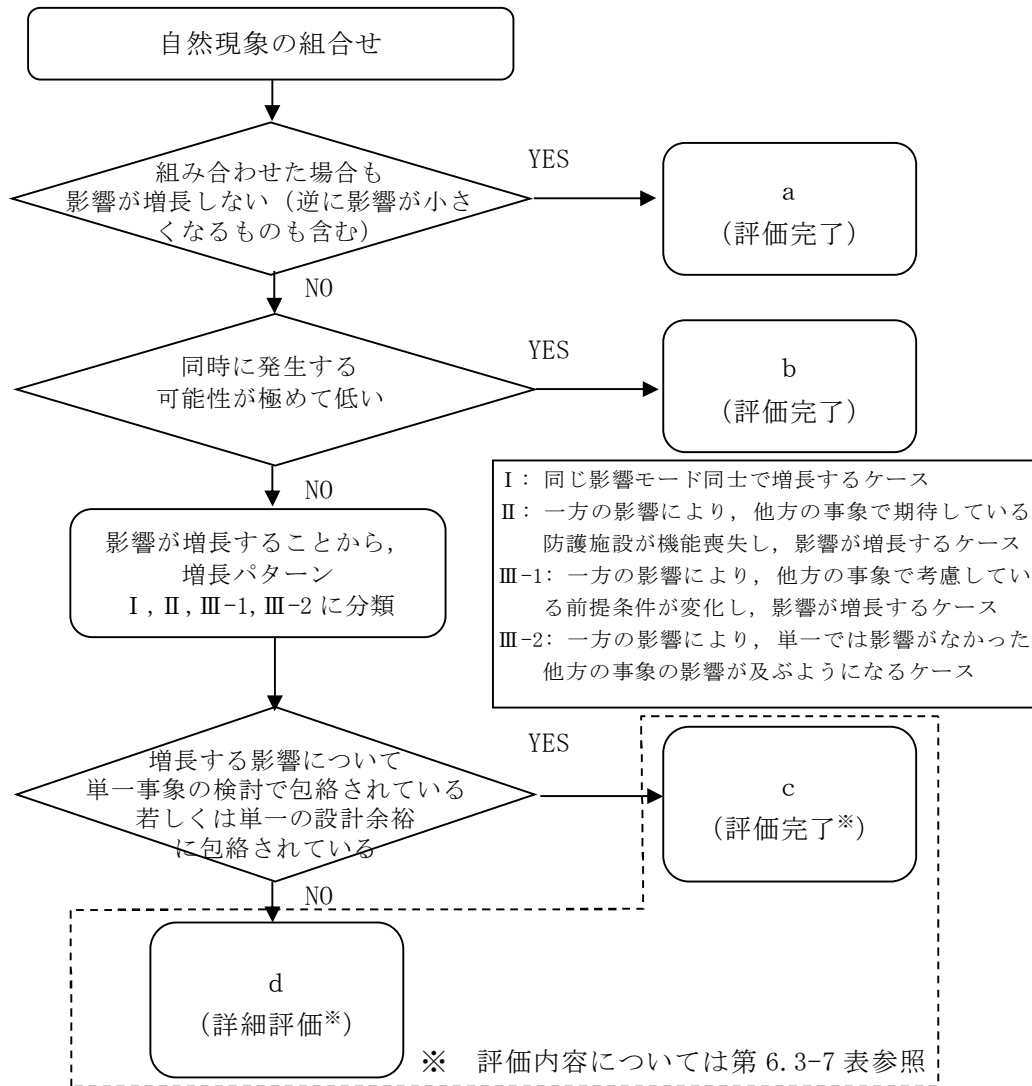 自然現象の組合せ
組み合わせた場合も
影響が増長しない（逆に影響が小さ
くなるものも含む）
YES
a
（評価完了）
NO
同時に発生する
可能性が極めて低い
YES
b
（評価完了）
NO
影響が増長することから，
増長パターン
Ⅰ，Ⅱ，Ⅲ-1，Ⅲ-2 に分類
Ⅰ： 同じ影響モード同士で増長するケース
Ⅱ： 一方の影響により，他方の事象で期待している
防護施設が機能喪失し，影響が増長するケース
Ⅲ-1： 一方の影響により，他方の事象で考慮してい
る前提条件が変化し，影響が増長するケース
Ⅲ-2： 一方の影響により，単一では影響がなかった
他方の事象の影響が及ぶようになるケース
増長する影響について
単一事象の検討で包絡されている
若しくは単一の設計余裕
に包絡されている
YES
c
（評価完了※）
NO
d
（詳細評価※）
※　評価内容については第 6.3-7 表参照